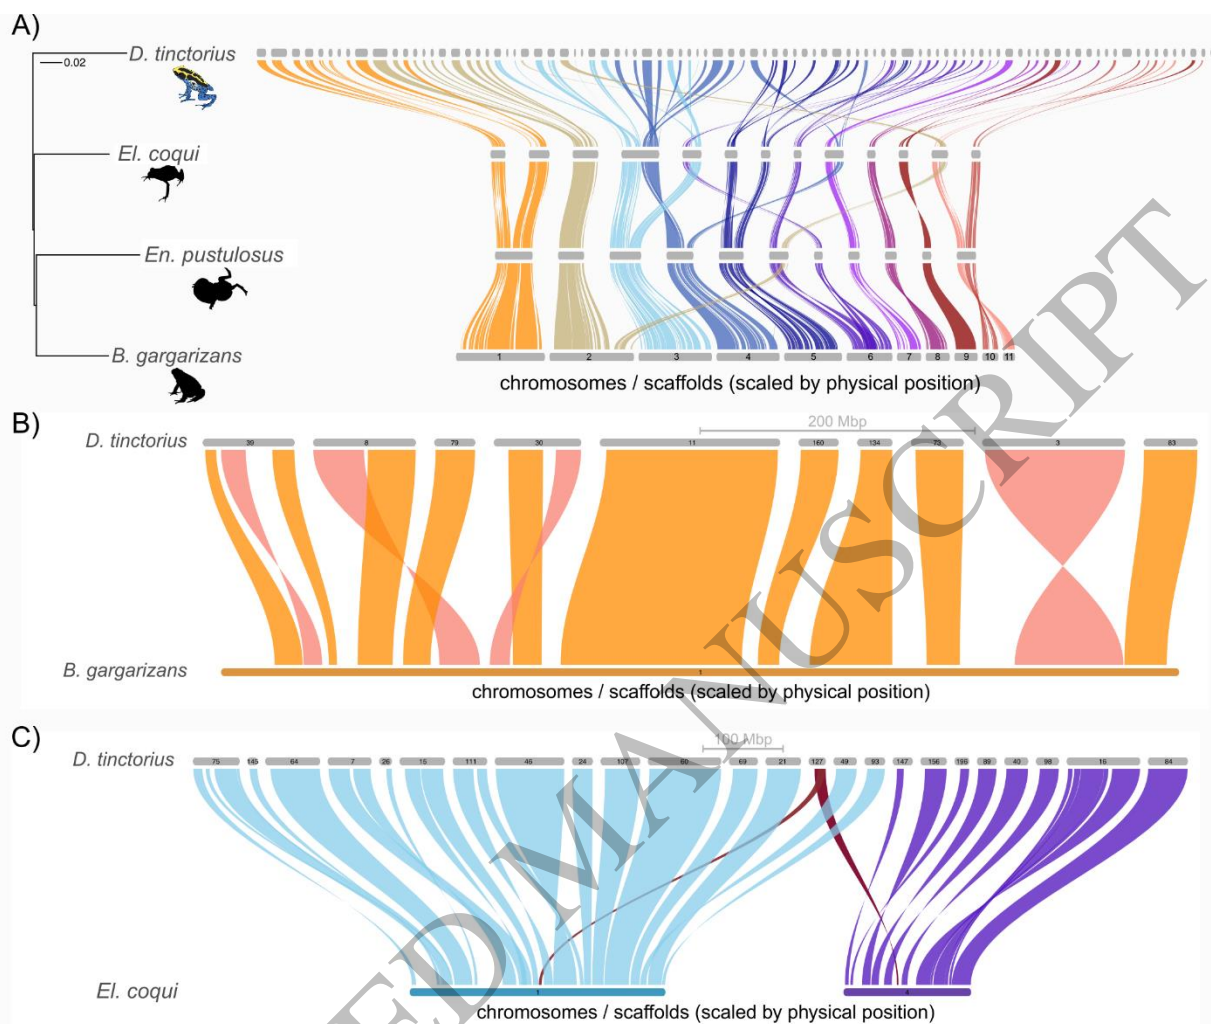 A)
D. tinctorius
0.02
El. coqui
En. pustulosus
B. gargarizans
1 2 3 4 5 6 7 8 9 10 11
chromosomes / scaffolds (scaled by physical position)
B)
200 Mbp
D. tinctorius
39 8 79 30 11 160 134 73 3 83
B. gargarizans
1
chromosomes / scaffolds (scaled by physical position)
C)
100 Mbp
D. tinctorius
75 145 64 7 26 15 111 46 24 107 60 69 21 127 49 93 147 156 196 89 40 98 16 84
El. coqui
1 4
chromosomes / scaffolds (scaled by physical position)
ED MANUSCRIPT